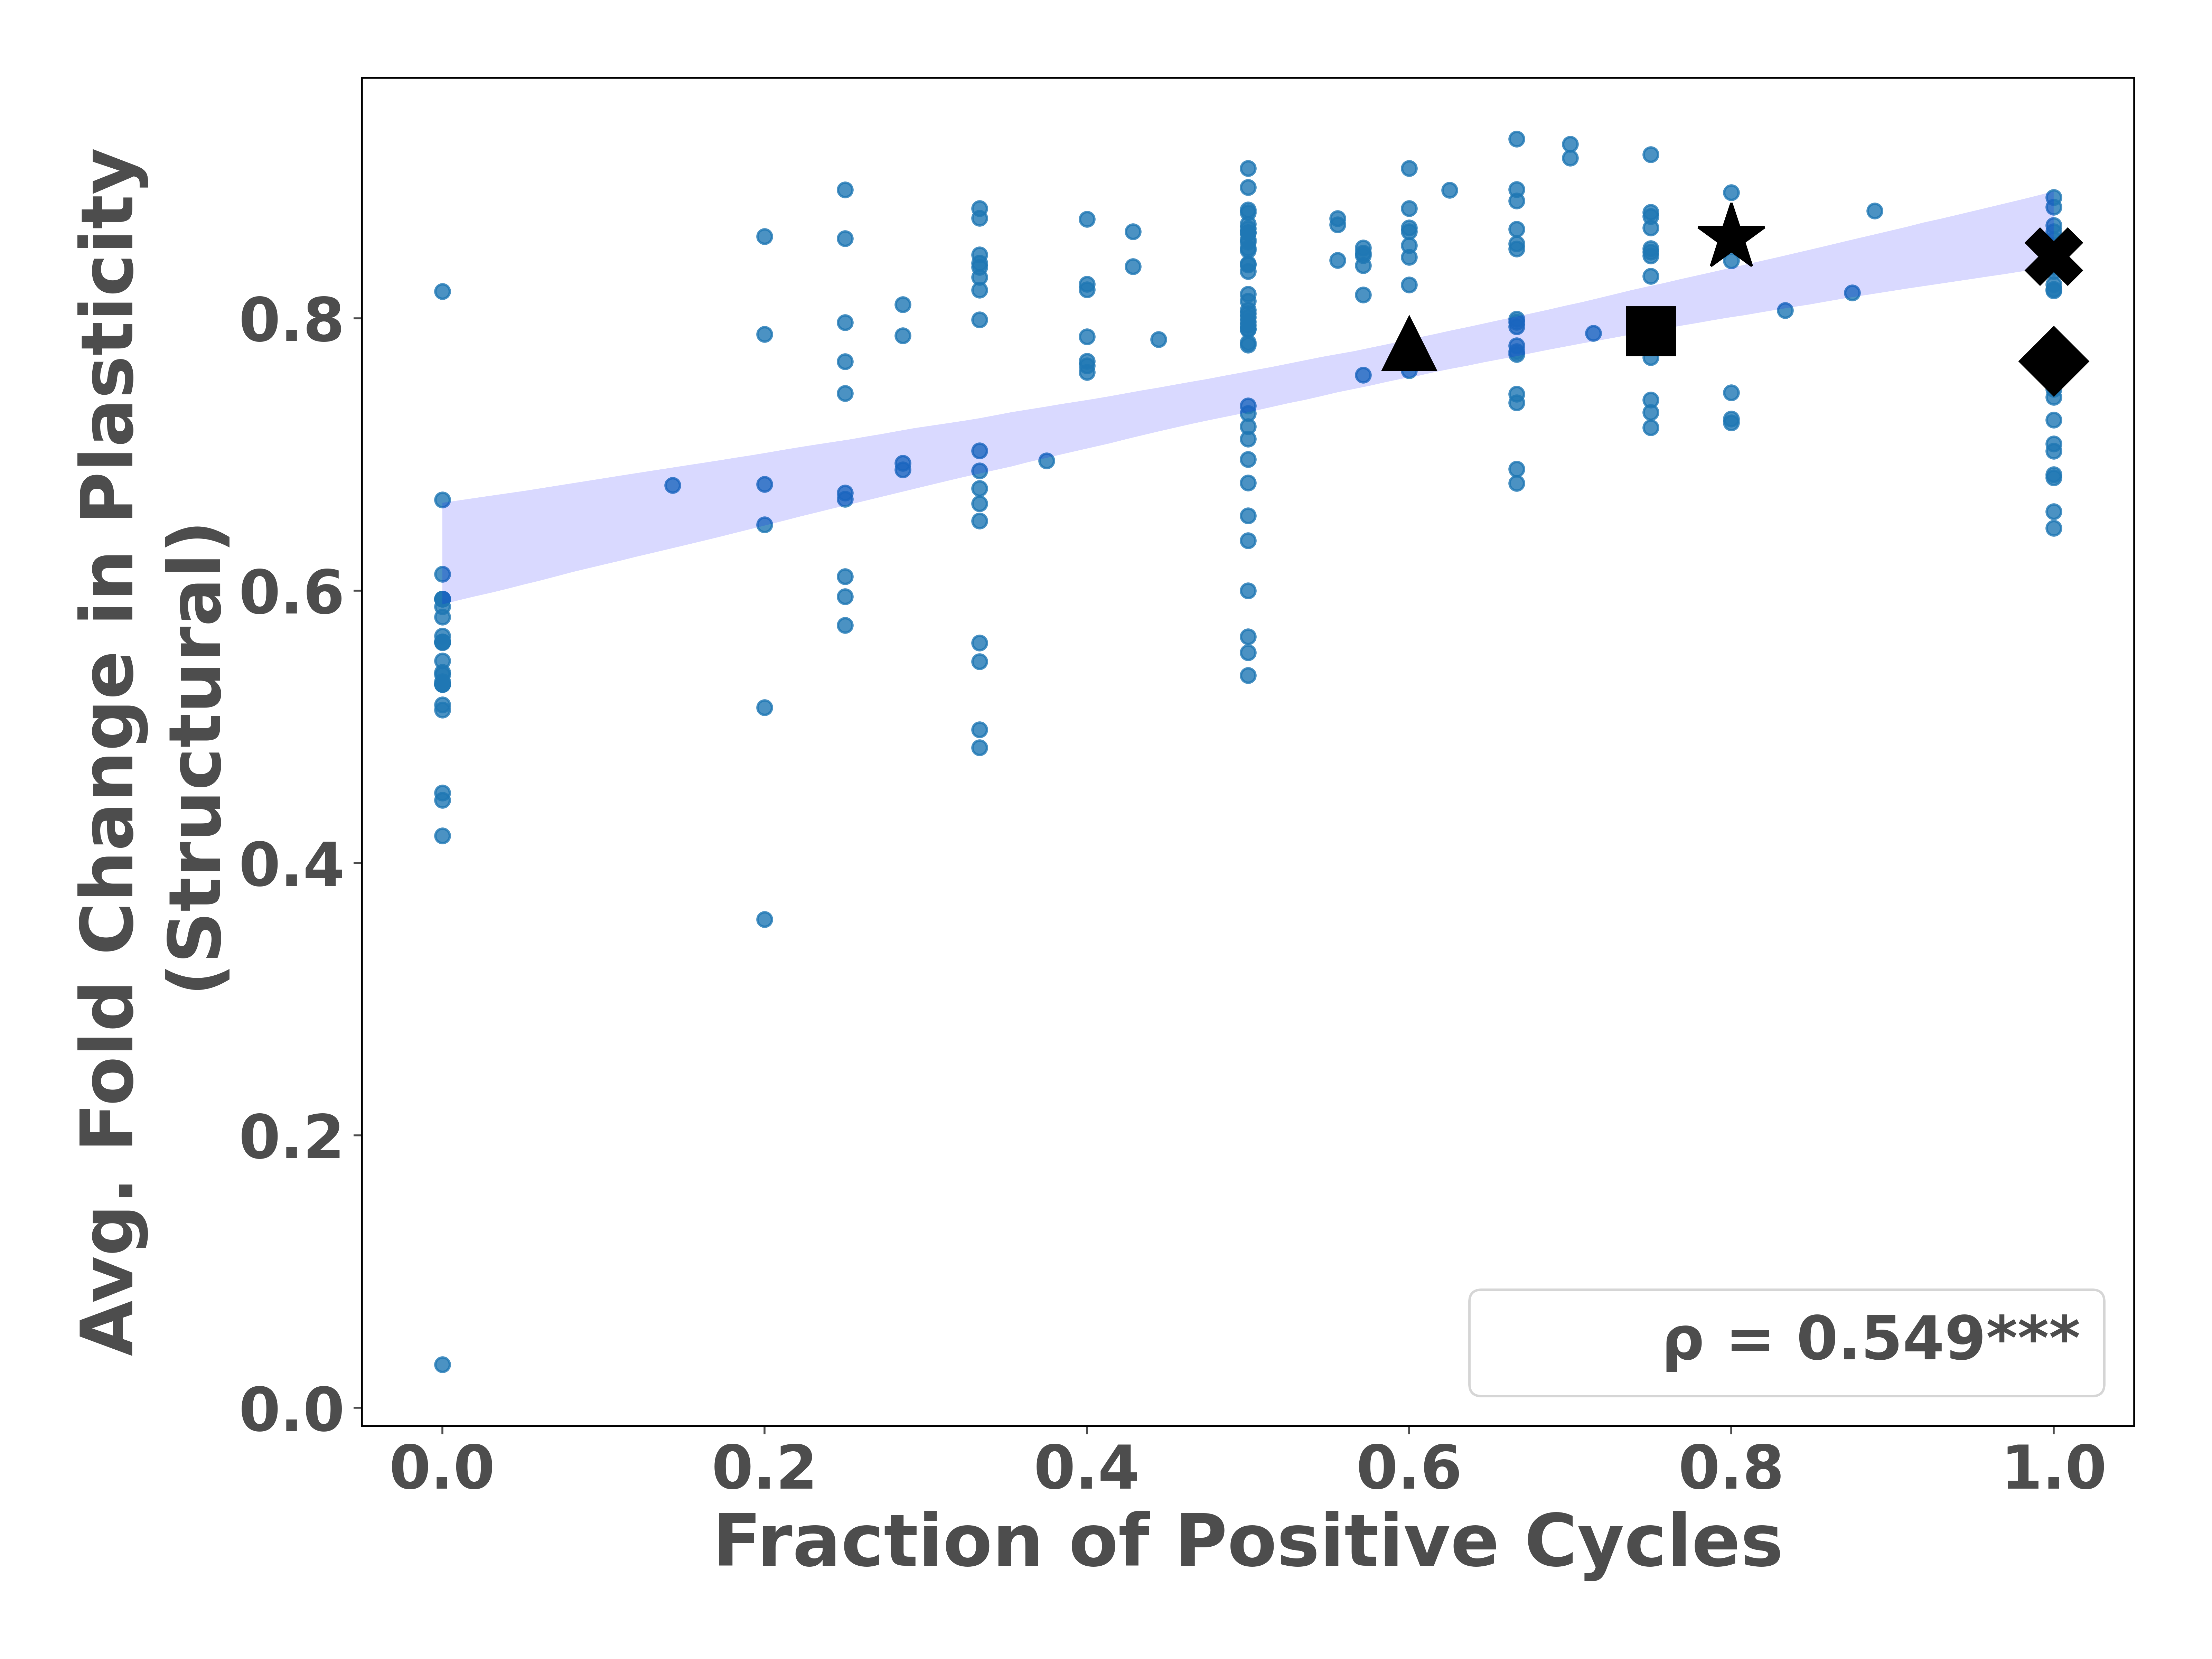 Avg. Fold Change in Plasticity
(Structural)
0.8
0.6
0.4
0.2
0.0
ρ = 0.549***
0.0 0.2 0.4 0.6 0.8 1.0
Fraction of Positive Cycles